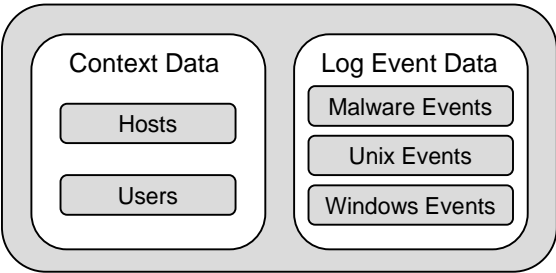 Context Data
Hosts
Users
Log Event Data
Malware Events
Unix Events
Windows Events